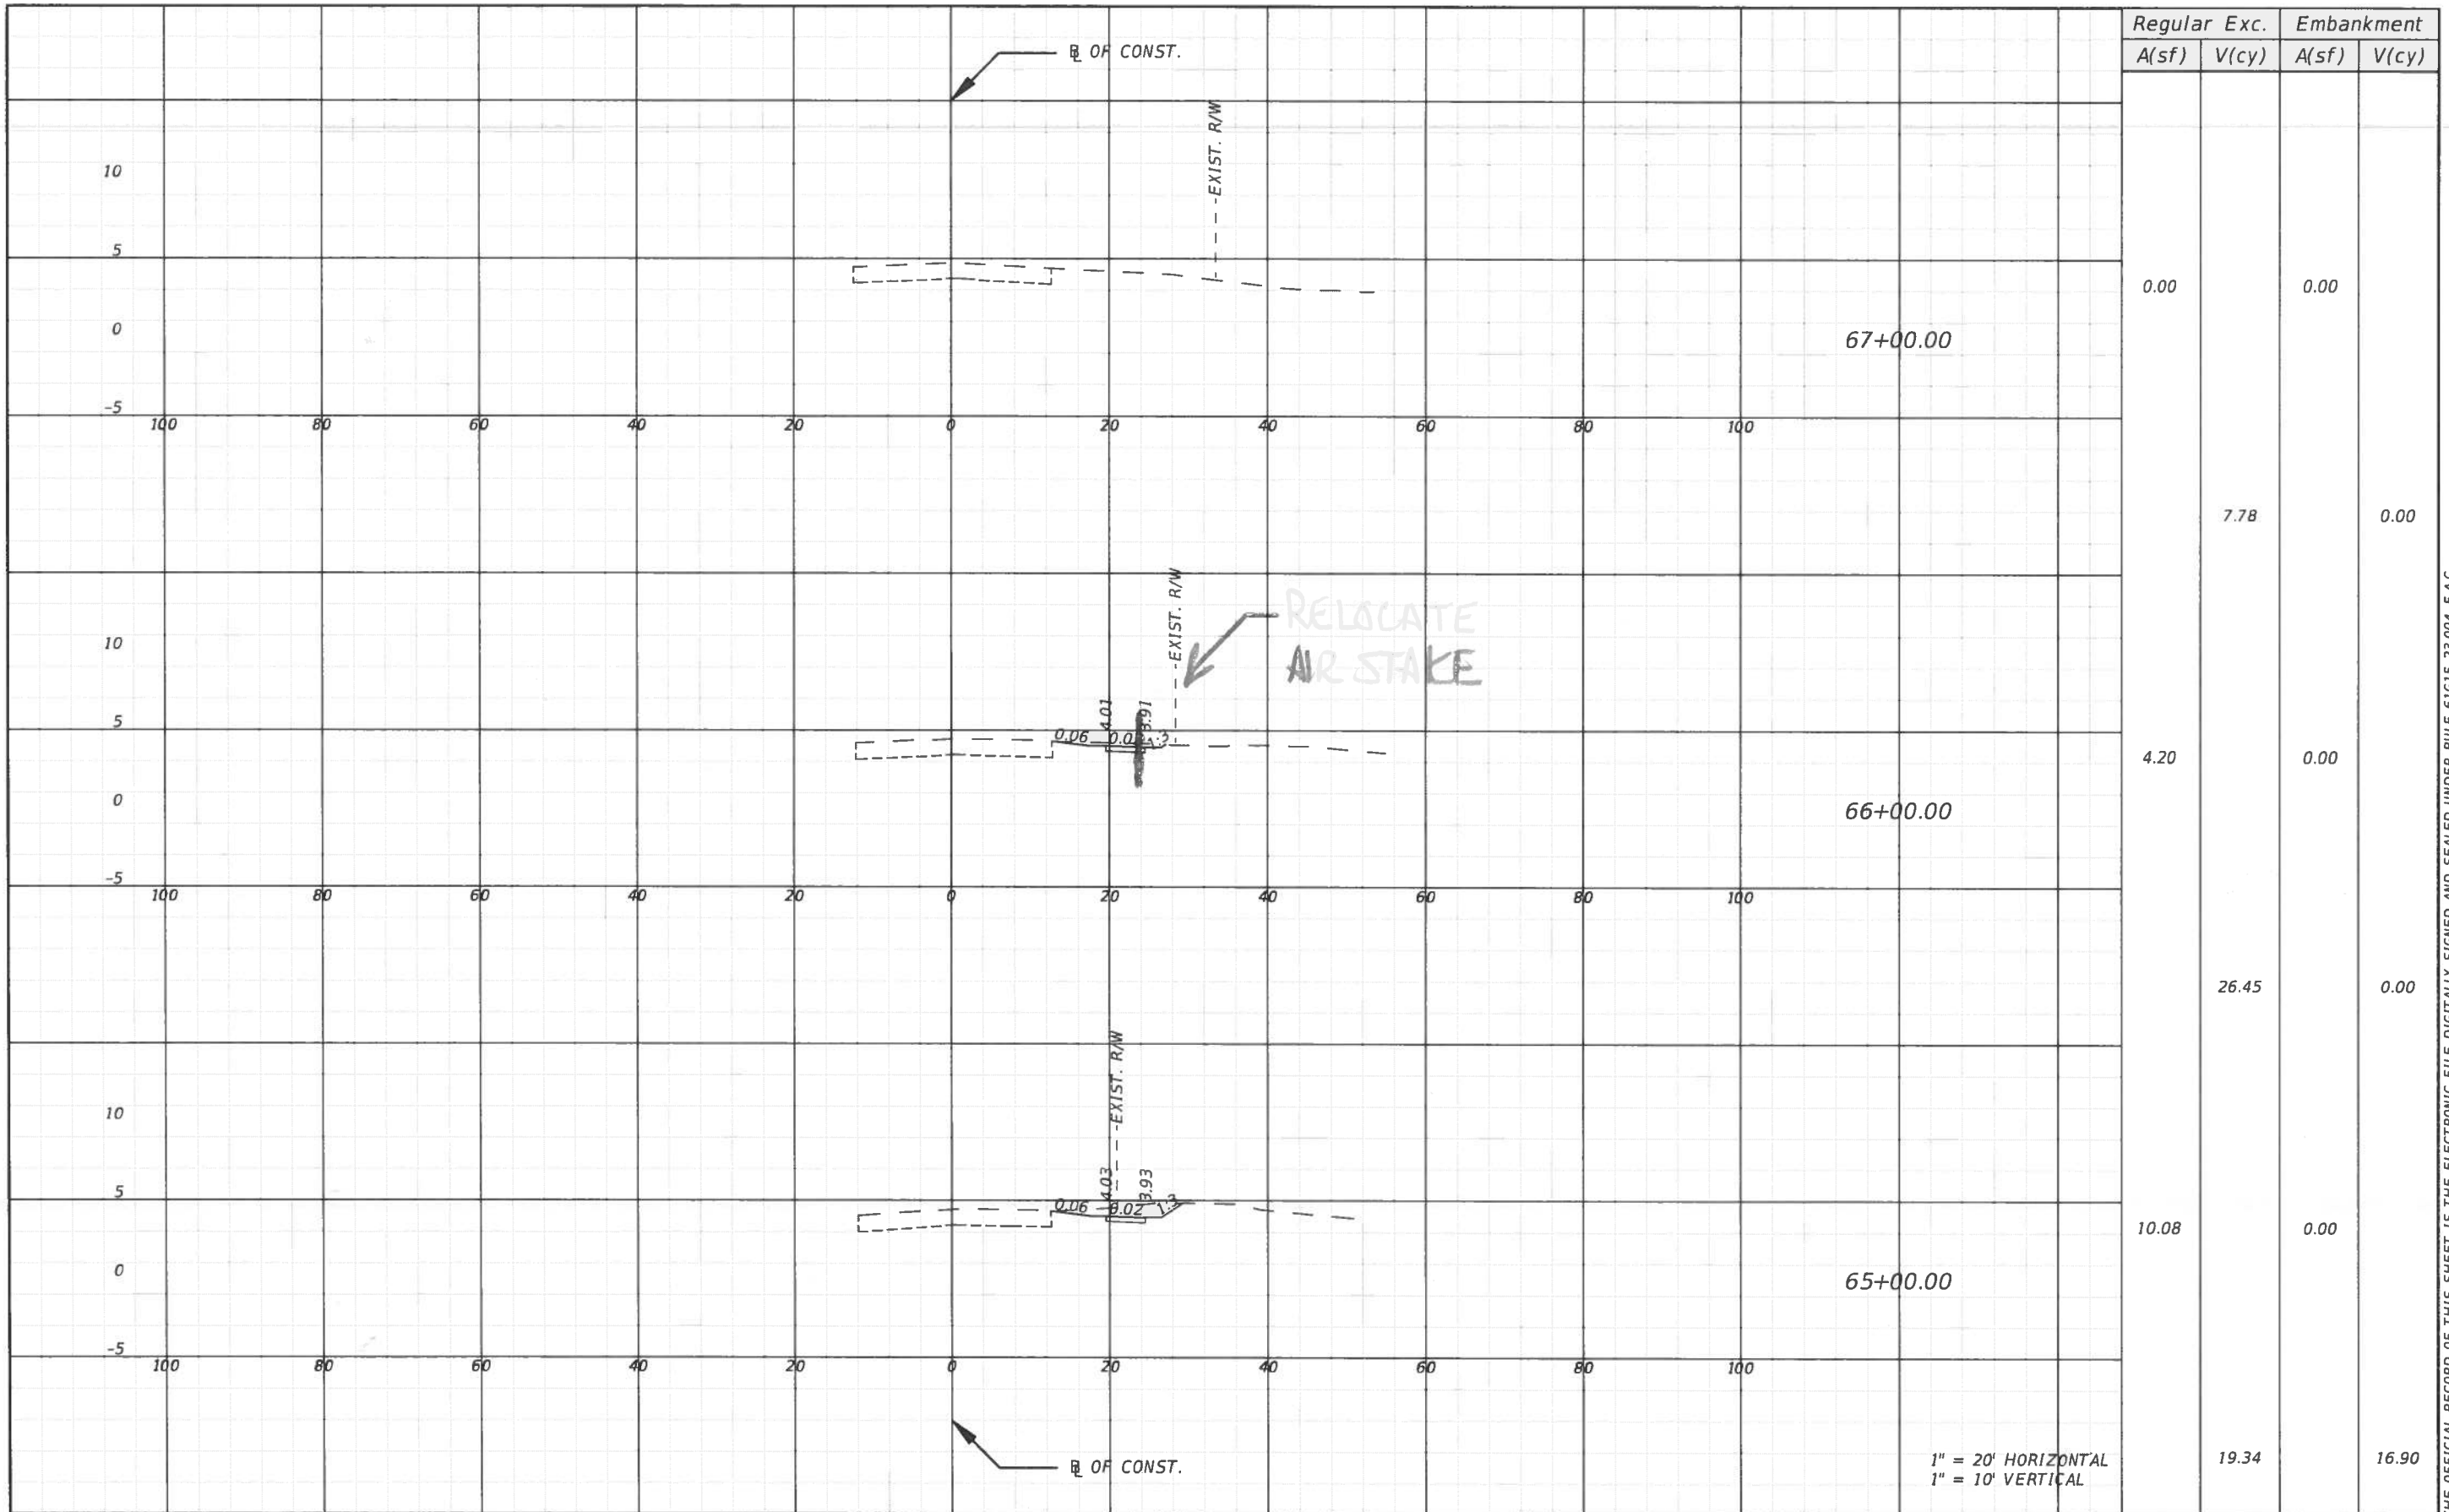 Regular Exc. Embankment
A(sf) V(cy) A(sf) V(cy)
℄ OF CONST.
EXIST. R/W
10
5
0
-5
0.00 0.00
67+00.00
100 80 60 40 20 0 20 40 60 80 100
7.78 0.00
EXIST. R/W
RELOCATE
AIR STAKE
10
5
0
-5
4.01
3.91
0.06
4.20 0.00
66+00.00
100 80 60 40 20 0 20 40 60 80 100
26.45 0.00
EXIST. R/W
10
5
0
-5
4.03
3.93
0.06 0.02 1:3
10.08 0.00
65+00.00
100 80 60 40 20 0 20 40 60 80 100
℄ OF CONST.
1" = 20' HORIZONTAL
1" = 10' VERTICAL
19.34 16.90